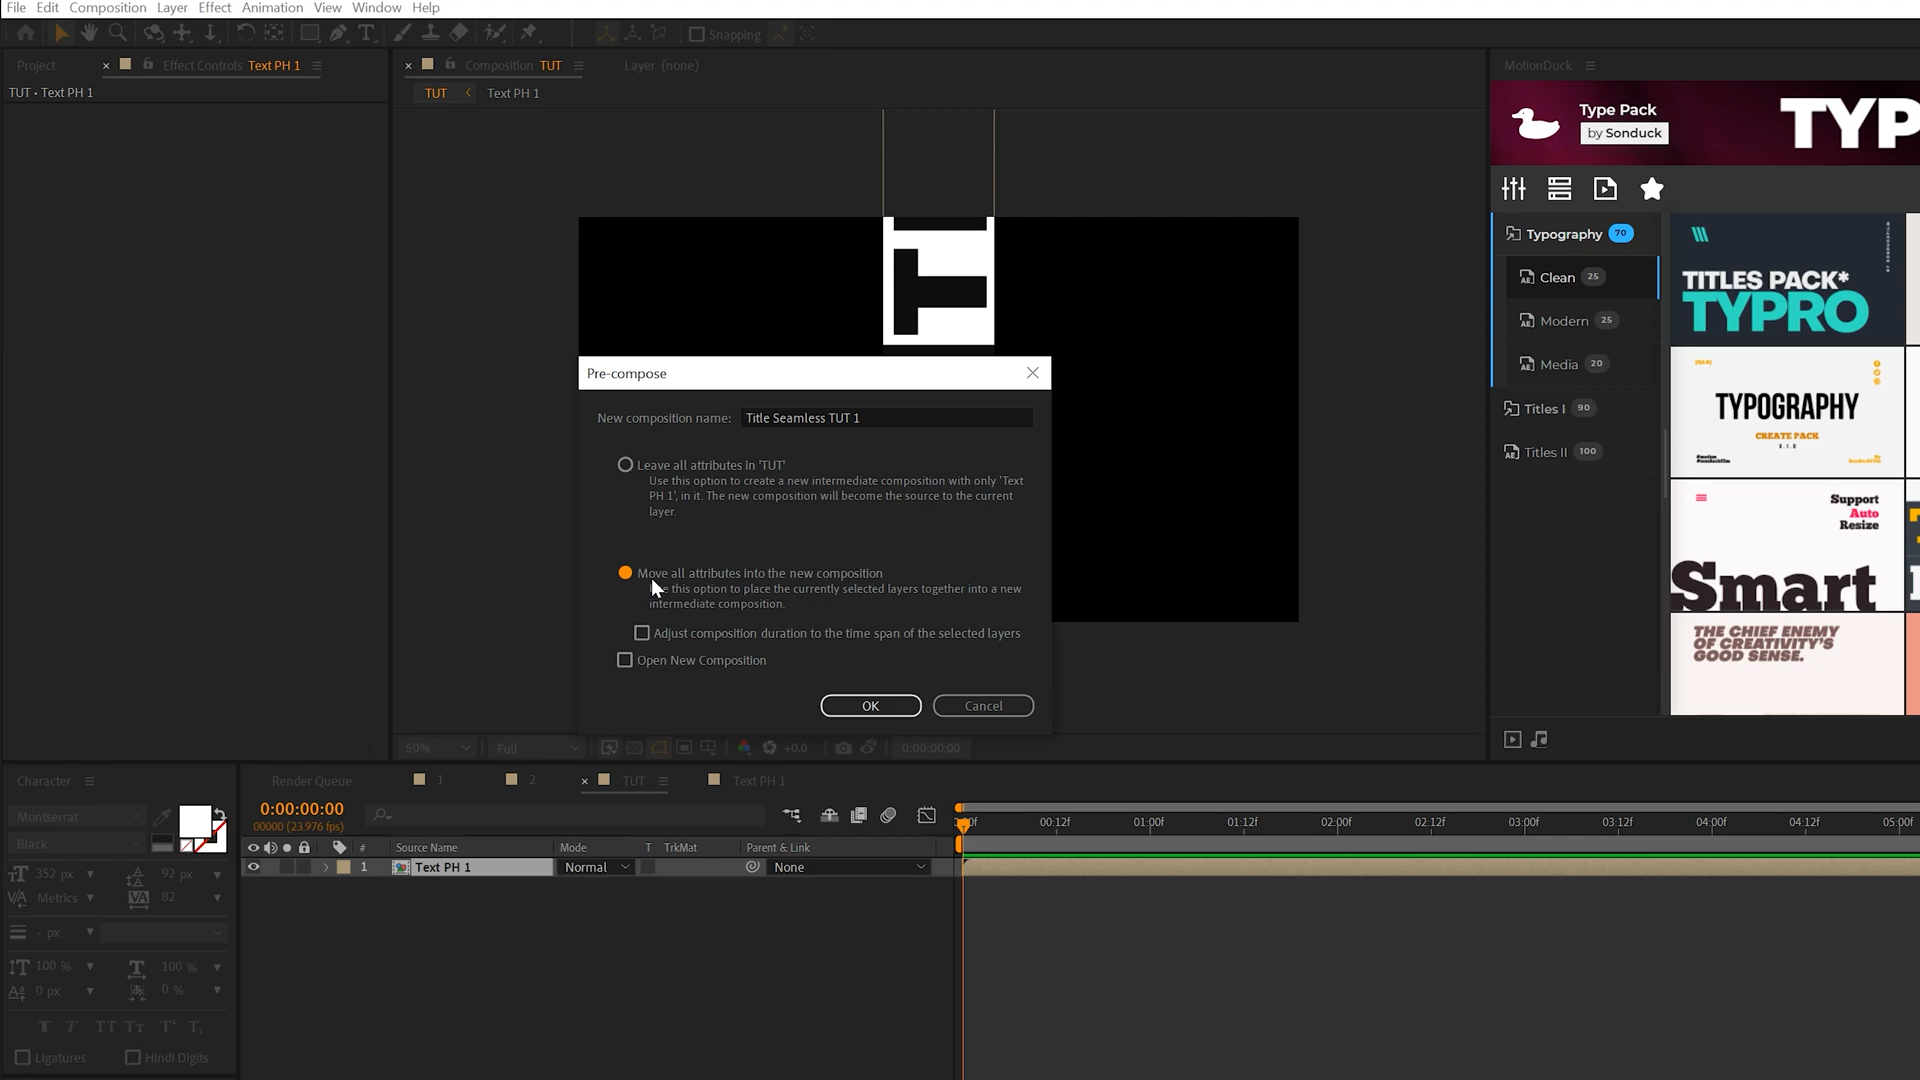 File Edit Composition Layer Effect Animation View Window Help
Snapping
Project
Effect Controls Text PH 1
Composition TUT
Layer (none)
MotionDuck
TUT • Text PH 1
TUT
Text PH 1
Type Pack
by Sonduck
TYP
T
Typography 70
Clean 25
Modern 25
Media 20
Titles I 90
Titles II 100
TITLES PACK*
TYPRO
TYPOGRAPHY
CREATE PACK
Support
Auto
Resize
Smart
THE CHIEF ENEMY
OF CREATIVITY'S
GOOD SENSE.
Pre-compose
New composition name: Title Seamless TUT 1
Leave all attributes in 'TUT'
Use this option to create a new intermediate composition with only 'Text
PH 1', in it. The new composition will become the source to the current
layer.
Move all attributes into the new composition
this option to place the currently selected layers together into a new
intermediate composition.
Adjust composition duration to the time span of the selected layers
Open New Composition
OK
Cancel
50%
Full
+0.0
0:00:00:00
Character
Render Queue
1
2
TUT
Text PH 1
Montserrat
Black
352 px
92 px
Metrics
82
- px
100 %
100 %
0 px
0 %
Ligatures
Hindi Digits
0:00:00:00
00000 (23.976 fps)
# Source Name Mode T TrkMat Parent & Link
1 Text PH 1 Normal None
00:12f 01:00f 01:12f 02:00f 02:12f 03:00f 03:12f 04:00f 04:12f 05:00f